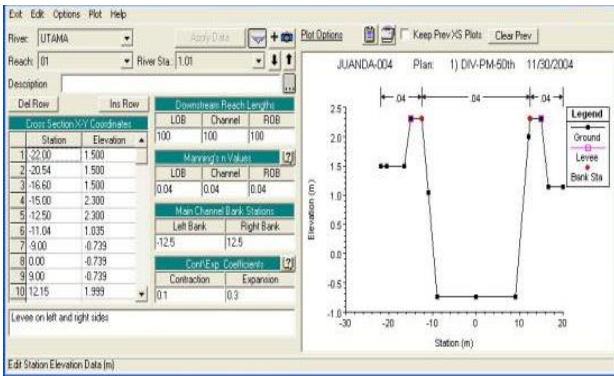 Exit Edit Options Plot Help
River: UTAMA
Apply Data
+
Plot Options
Keep Prev XS Plots
Clear Prev
Reach: 01
River Sta.: 1.01
Description
...
Del Row
Ins Row
Cross Section X-Y Coordinates
Station Elevation
1 -22.00 1.500
2 -20.54 1.500
3 -16.60 1.500
4 -15.00 2.300
5 -12.50 2.300
6 -11.04 1.035
7 -9.00 -0.739
8 0.00 -0.739
9 9.00 -0.739
10 12.15 1.999
Downstream Reach Lengths
LOB Channel ROB
100 100 100
Manning's n Values
LOB Channel ROB
0.04 0.04 0.04
Main Channel Bank Stations
Left Bank Right Bank
-12.5 12.5
Cont\Exp Coefficients
Contraction Expansion
0.1 0.3
Levee on left and right sides
Edit Station Elevation Data (m)
JUANDA-004 Plan: 1) DIV-PM-50th 11/30/2004
.04 .04 .04
Legend
Ground
Levee
Bank Sta
Elevation (m)
2.5
2.0
1.5
1.0
0.5
0.0
-0.5
-1.0
-30 -20 -10 0 10 20
Station (m)